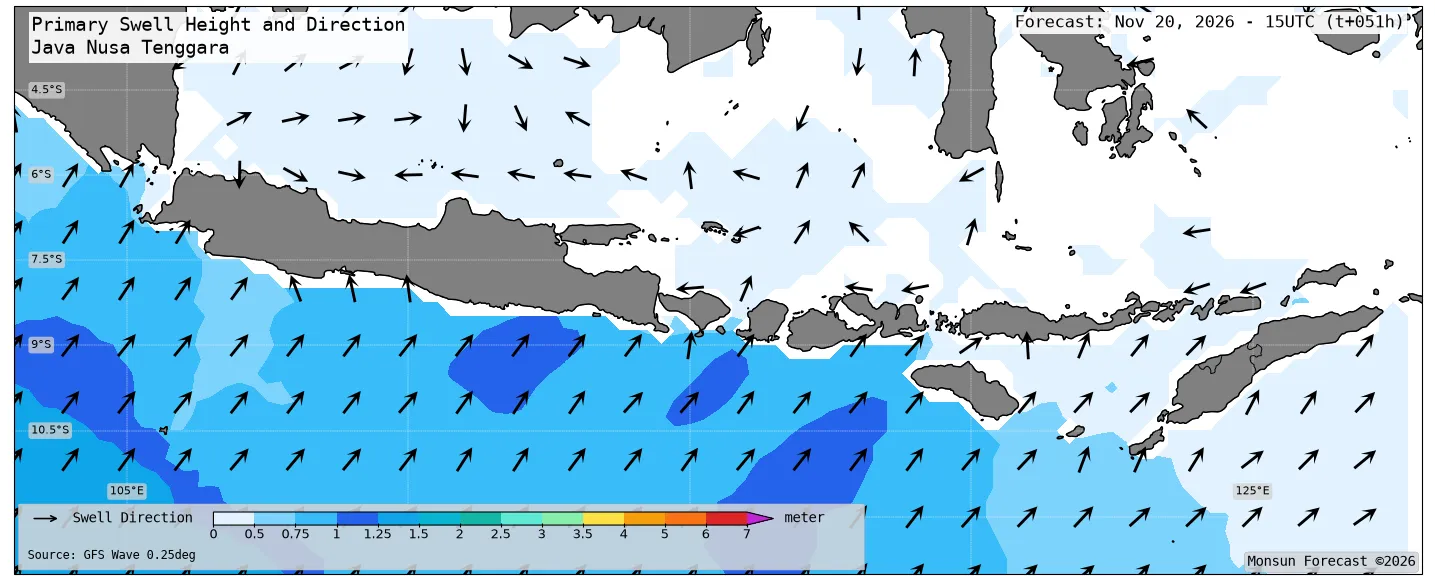 Primary Swell Height and Direction
Java Nusa Tenggara
Forecast: Nov 20, 2026 - 15UTC (t+051h)
4.5°S
6°S
7.5°S
9°S
10.5°S
105°E
125°E
Swell Direction
0 0.5 0.75 1 1.25 1.5 2 2.5 3 3.5 4 5 6 7
meter
Source: GFS Wave 0.25deg
Monsun Forecast ©2026